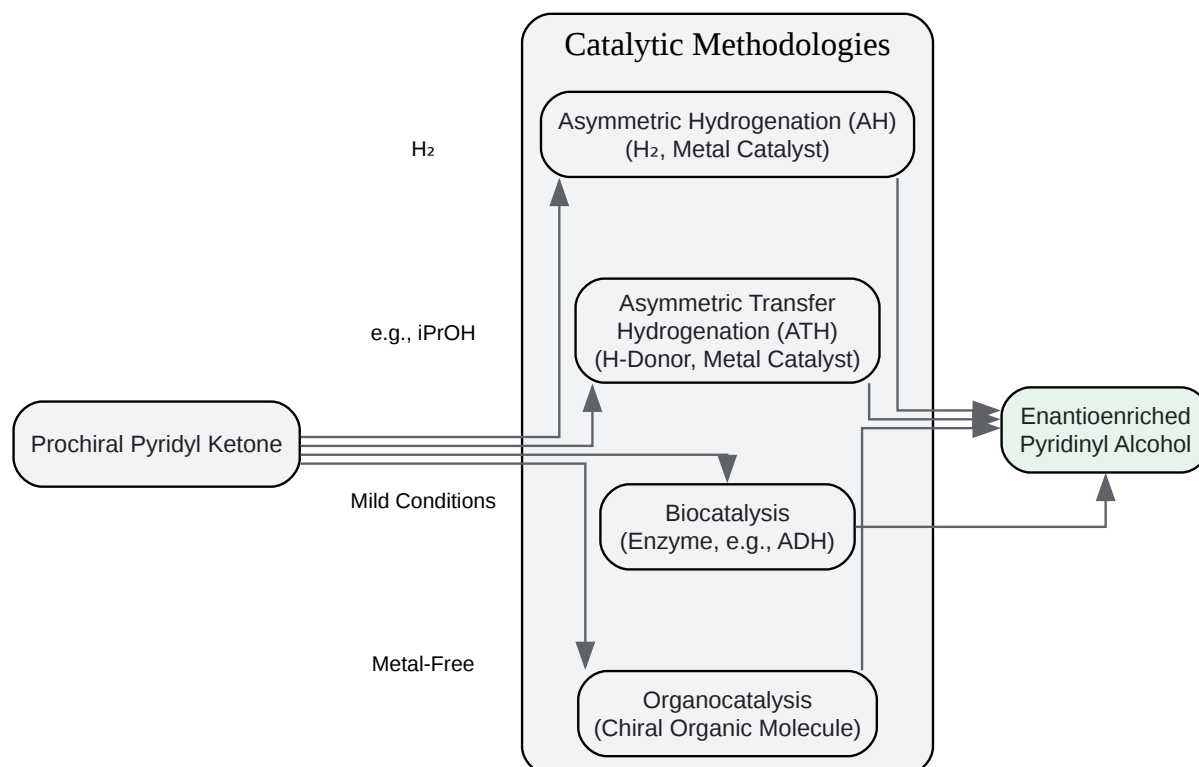 Catalytic Methodologies
H₂
Asymmetric Hydrogenation (AH)
(H₂, Metal Catalyst)
e.g., iPrOH
Asymmetric Transfer
Hydrogenation (ATH)
(H-Donor, Metal Catalyst)
Prochiral Pyridyl Ketone
Enantioenriched
Pyridinyl Alcohol
Mild Conditions
Biocatalysis
(Enzyme, e.g., ADH)
Metal-Free
Organocatalysis
(Chiral Organic Molecule)